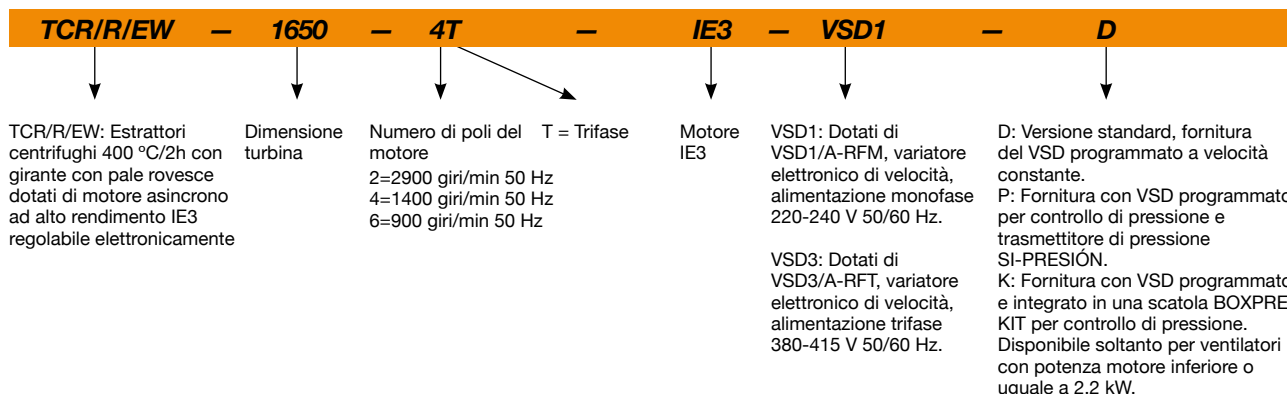 TCR/R/EW — 1650 — 4T — IE3 — VSD1 — D
TCR/R/EW: Estrattori
centrifughi 400 ºC/2h con
girante con pale rovesce
dotati di motore asincrono
ad alto rendimento IE3
regolabile elettronicamente
Dimensione
turbina
Numero di poli del
motore
2=2900 giri/min 50 Hz
4=1400 giri/min 50 Hz
6=900 giri/min 50 Hz
T = Trifase
Motore
IE3
VSD1: Dotati di
VSD1/A-RFM, variatore
elettronico di velocità,
alimentazione monofase
220-240 V 50/60 Hz.
VSD3: Dotati di
VSD3/A-RFT, variatore
elettronico di velocità,
alimentazione trifase
380-415 V 50/60 Hz.
D: Versione standard, fornitura
del VSD programmato a velocità
constante.
P: Fornitura con VSD programmato
per controllo di pressione e
trasmettitore di pressione
SI-PRESIÓN.
K: Fornitura con VSD programmato
e integrato in una scatola BOXPRES
KIT per controllo di pressione.
Disponibile soltanto per ventilatori
con potenza motore inferiore o
uguale a 2,2 kW.